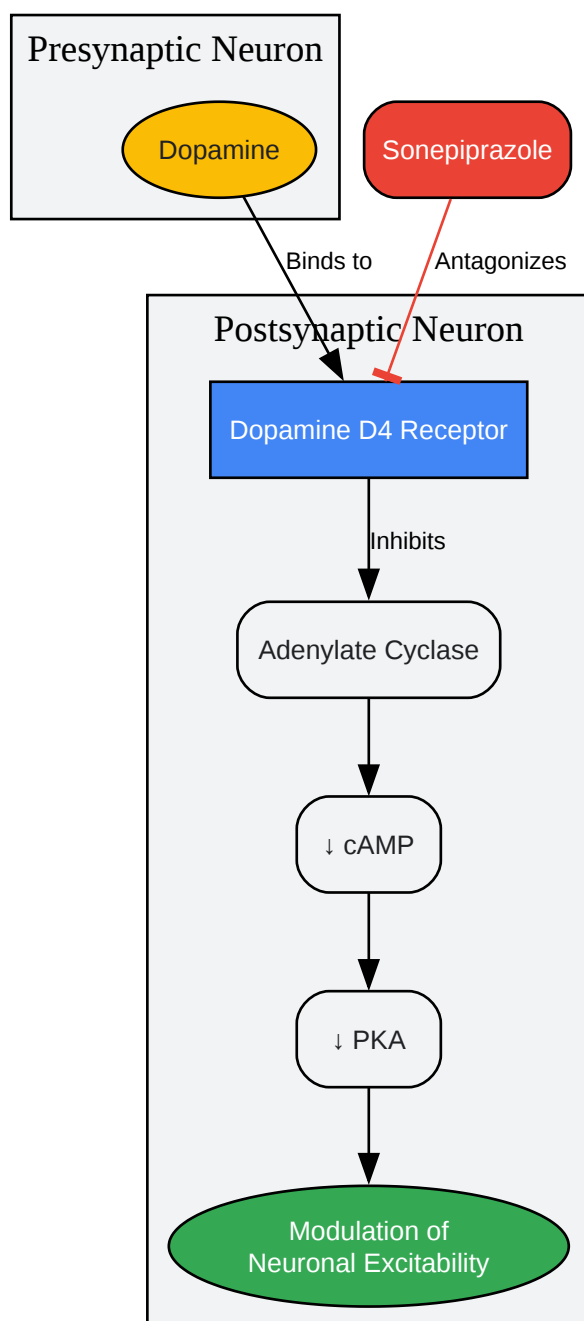 Presynaptic Neuron
Dopamine
Sonepiprazole
Binds to
Antagonizes
Postsynaptic Neuron
Dopamine D4 Receptor
Inhibits
Adenylate Cyclase
↓ cAMP
↓ PKA
Modulation of
Neuronal Excitability